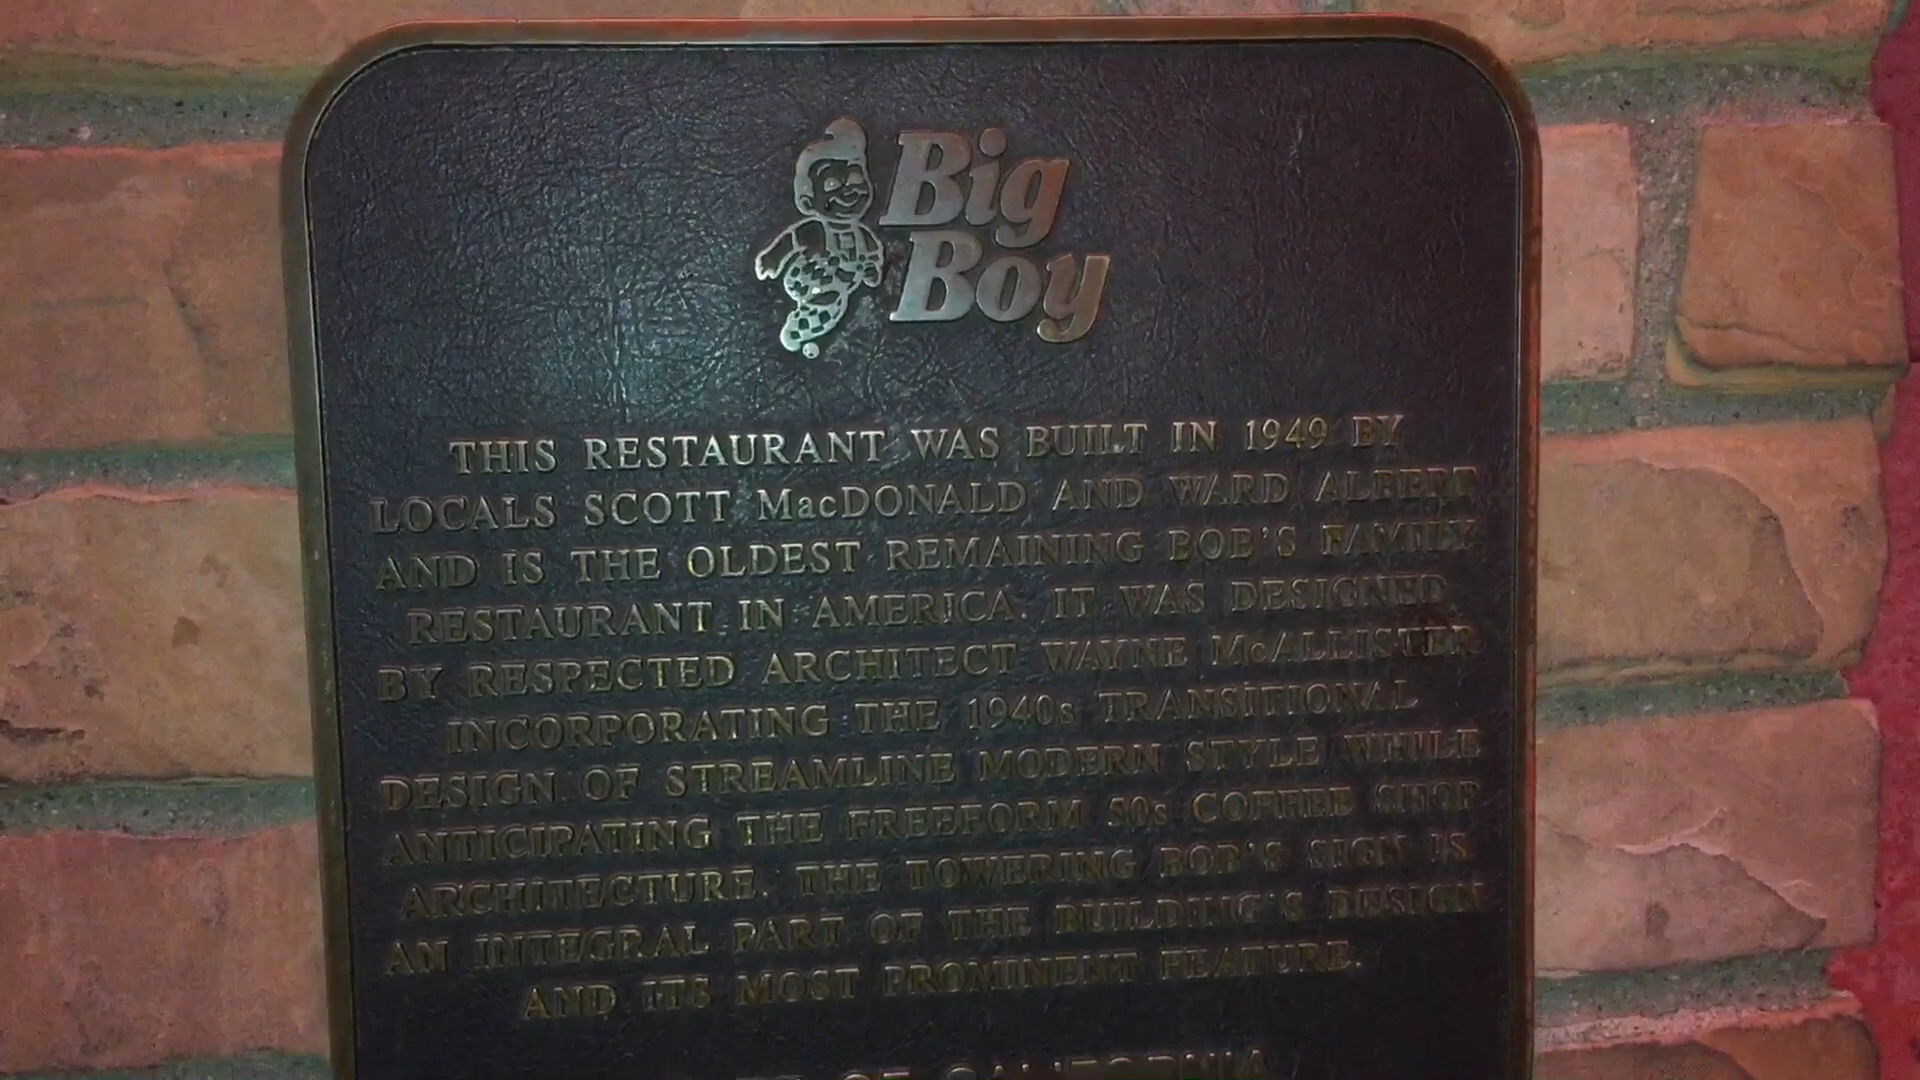 Big
Boy
THIS RESTAURANT WAS BUILT IN 1949 BY
LOCALS SCOTT MacDONALD AND WARD ALBERT
AND IS THE OLDEST REMAINING BOB'S FAMILY
RESTAURANT IN AMERICA. IT WAS DESIGNED
BY RESPECTED ARCHITECT WAYNE McALLISTER
INCORPORATING THE 1940s TRANSITIONAL
DESIGN OF STREAMLINE MODERN STYLE WHILE
ANTICIPATING THE FREEFORM 50s COFFEE SHOP
ARCHITECTURE. THE TOWERING BOB'S SIGN IS
AN INTEGRAL PART OF THE BUILDING'S DESIGN
AND ITS MOST PROMINENT FEATURE.
OF CALIFORNIA